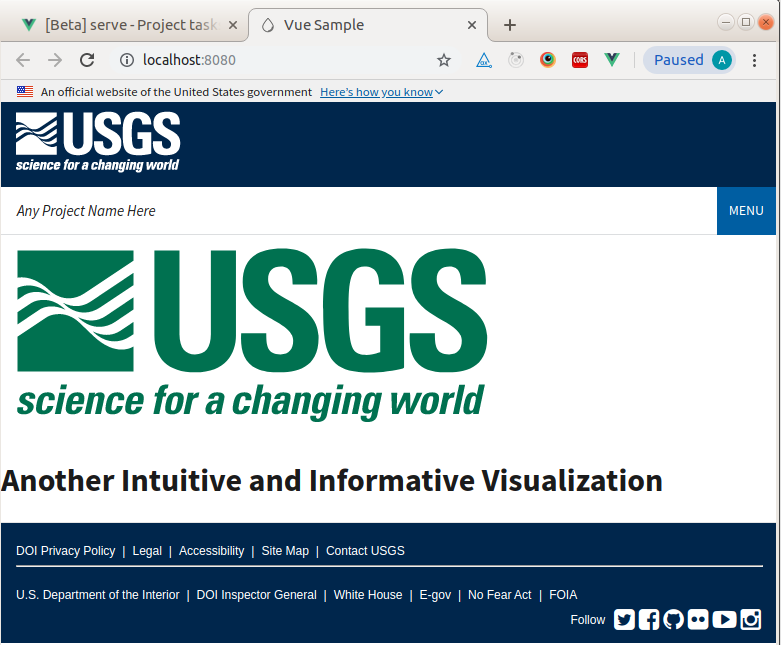 [Beta] serve - Project task
Vue Sample
localhost:8080
CORS
Paused A
An official website of the United States government Here's how you know
USGS
science for a changing world
Any Project Name Here
MENU
USGS
science for a changing world
Another Intuitive and Informative Visualization
DOI Privacy Policy | Legal | Accessibility | Site Map | Contact USGS
U.S. Department of the Interior | DOI Inspector General | White House | E-gov | No Fear Act | FOIA
Follow